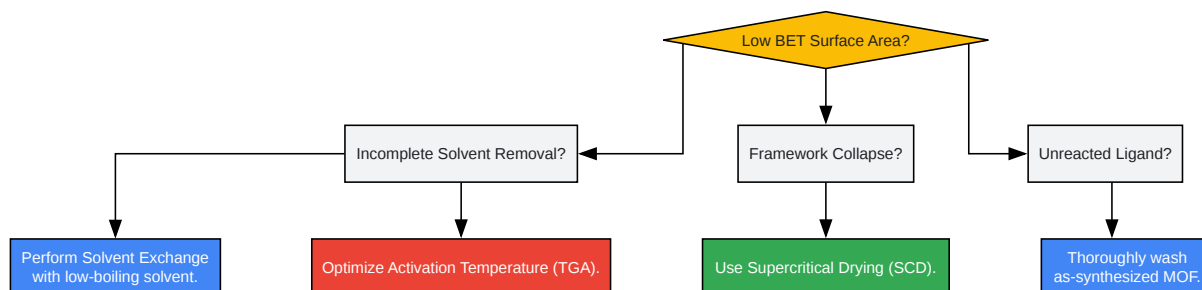 Low BET Surface Area?
Incomplete Solvent Removal?
Framework Collapse?
Unreacted Ligand?
Perform Solvent Exchange
with low-boiling solvent.
Optimize Activation Temperature (TGA).
Use Supercritical Drying (SCD).
Thoroughly wash
as-synthesized MOF.